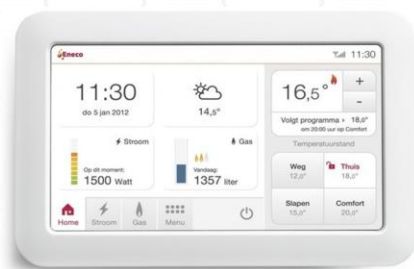 Eneco
11:30
11:30
do 5 jan 2012
14,5°
16,5°
+
-
Volgt programma 18,0°
om 20:00 uur op Comfort
Temperatuurstand
Stroom
Op dit moment:
1500 Watt
Gas
Vandaag:
1357 liter
Weg
12,0°
Thuis
18,0°
Slapen
15,0°
Comfort
20,0°
Home
Stroom
Gas
Menu